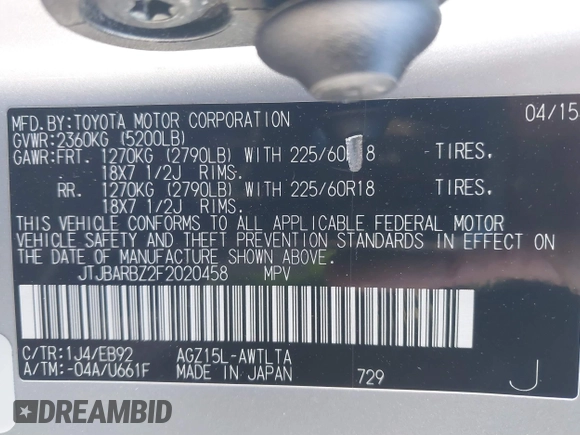 MFD.BY:TOYOTA MOTOR CORPORATION 04/15
GVWR:2360KG (5200LB)
GAWR:FRT. 1270KG (2790LB) WITH 225/60R18 TIRES.
18X7 1/2J RIMS.
RR. 1270KG (2790LB) WITH 225/60R18 TIRES.
18X7 1/2J RIMS.
THIS VEHICLE CONFORMS TO ALL APPLICABLE FEDERAL MOTOR
VEHICLE SAFETY AND THEFT PREVENTION STANDARDS IN EFFECT ON
THE DATE OF MANUFACTURE SHOWN ABOVE.
JTJBARBZ2F2020458 MPV
C/TR:1J4/EB92 AGZ15L-AWTLTA
A/TM:-04A/U661F MADE IN JAPAN 729 J
DREAMBID